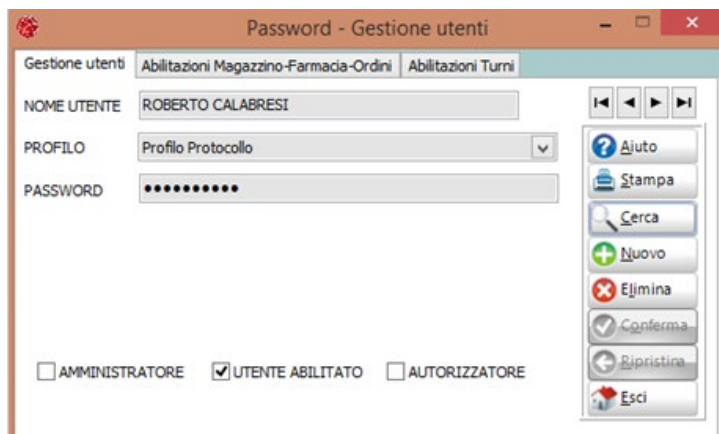 Password - Gestione utenti
Gestione utenti Abilitazioni Magazzino-Farmacia-Ordini Abilitazioni Turni
NOME UTENTE ROBERTO CALABRESI
PROFILO Profilo Protocollo
PASSWORD ••••••••••
Aiuto
Stampa
Cerca
Nuovo
Elimina
Conferma
Ripristina
Esci
AMMINISTRATORE UTENTE ABILITATO AUTORIZZATORE